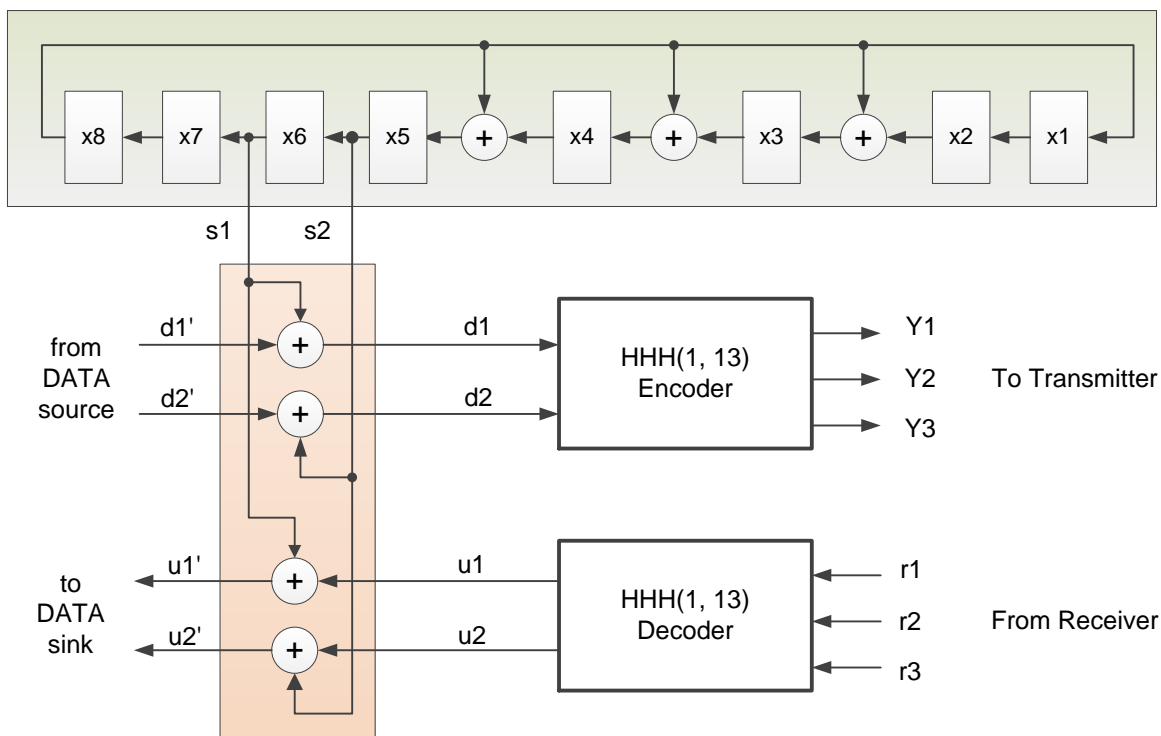 x8 x7 x6 x5 + x4 + x3 + x2 x1
s1 s2
from
DATA
source
d1'
d2'
+
+
d1
d2
HHH(1, 13)
Encoder
Y1
Y2
Y3
To Transmitter
to
DATA
sink
u1'
u2'
+
+
u1
u2
HHH(1, 13)
Decoder
r1
r2
r3
From Receiver